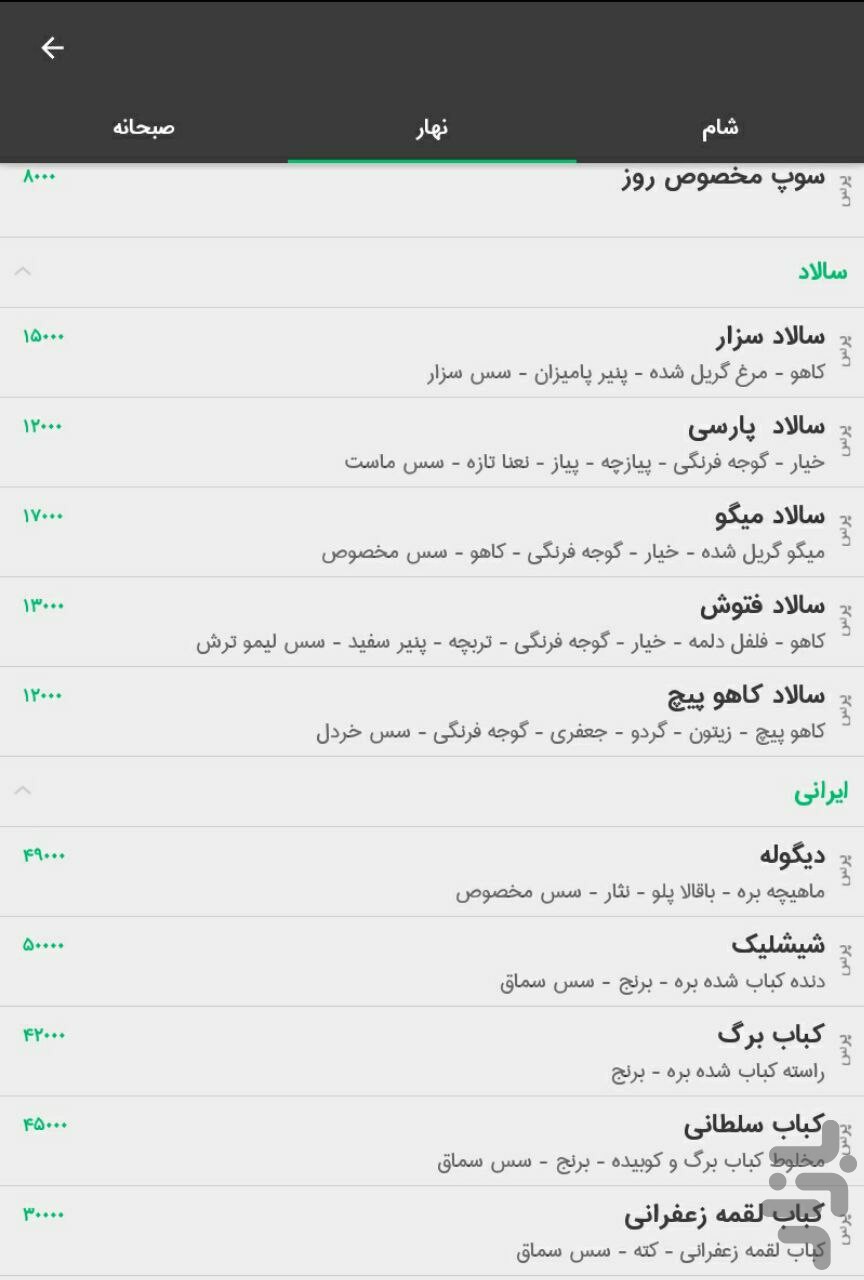 شام
نهار
صبحانه
سوپ مخصوص روز
پرس
۸۰۰۰
سالاد
سالاد سزار
پرس
۱۵۰۰۰
کاهو - مرغ گریل شده - پنیر پامیزان - سس سزار
سالاد پارسی
پرس
۱۲۰۰۰
خیار - گوجه فرنگی - پیازچه - پیاز - نعنا تازه - سس ماست
سالاد میگو
پرس
۱۷۰۰۰
میگو گریل شده - خیار - گوجه فرنگی - کاهو - سس مخصوص
سالاد فتوش
پرس
۱۳۰۰۰
کاهو - فلفل دلمه - خیار - گوجه فرنگی - تربچه - پنیر سفید - سس لیمو ترش
سالاد کاهو پیچ
پرس
۱۲۰۰۰
کاهو پیچ - زیتون - گردو - جعفری - گوجه فرنگی - سس خردل
ایرانی
دیگوله
پرس
۴۹۰۰۰
ماهیچه بره - باقالا پلو - نثار - سس مخصوص
شیشلیک
پرس
۵۰۰۰۰
دنده کباب شده بره - برنج - سس سماق
کباب برگ
پرس
۴۲۰۰۰
راسته کباب شده بره - برنج
کباب سلطانی
پرس
۴۵۰۰۰
مخلوط کباب برگ و کوبیده - برنج - سس سماق
کباب لقمه زعفرانی
پرس
۳۰۰۰۰
کباب لقمه زعفرانی - کته - سس سماق
بازار